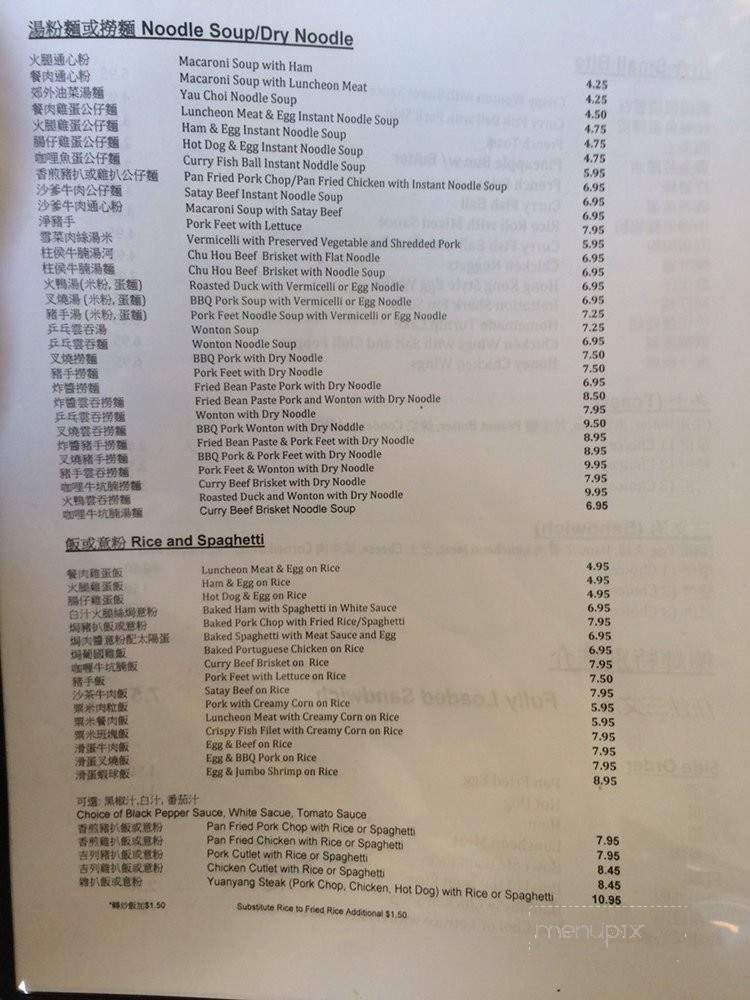 湯粉麵或撈麵 Noodle Soup/Dry Noodle
火腿通心粉 Macaroni Soup with Ham 4.25
餐肉通心粉 Macaroni Soup with Luncheon Meat 4.25
郊外油菜湯麵 Yau Choi Noodle Soup 4.50
餐肉雞蛋公仔麵 Luncheon Meat & Egg Instant Noodle Soup 4.75
火腿雞蛋公仔麵 Ham & Egg Instant Noodle Soup 4.75
腸仔雞蛋公仔麵 Hot Dog & Egg Instant Noodle Soup 4.75
咖哩魚蛋公仔麵 Curry Fish Ball Instant Noddle Soup 5.95
香煎豬扒或雞扒公仔麵 Pan Fried Pork Chop/Pan Fried Chicken with Instant Noodle Soup 6.95
沙爹牛肉公仔麵 Satay Beef Instant Noodle Soup 6.95
沙爹牛肉通心粉 Macaroni Soup with Satay Beef 6.95
淨豬手 Pork Feet with Lettuce 7.95
雪菜肉絲湯米 Vermicelli with Preserved Vegetable and Shredded Pork 5.95
柱侯牛腩湯河 Chu Hou Beef Brisket with Flat Noodle 6.95
柱侯牛腩湯麵 Chu Hou Beef Brisket with Noodle Soup 6.95
火鴨湯(米粉, 蛋麵) Roasted Duck with Vermicelli or Egg Noodle 6.95
叉燒湯 (米粉, 蛋麵) BBQ Pork Soup with Vermicelli or Egg Noodle 6.95
豬手湯 (米粉, 蛋麵) Pork Feet Noodle Soup with Vermicelli or Egg Noodle 7.25
乒乓雲吞湯 Wonton Soup 7.25
乒乓雲吞麵 Wonton Noodle Soup 6.95
叉燒撈麵 BBQ Pork with Dry Noodle 7.50
豬手撈麵 Pork Feet with Dry Noodle 7.50
炸醬撈麵 Fried Bean Paste Pork with Dry Noodle 6.95
炸醬雲吞撈麵 Fried Bean Paste Pork and Wonton with Dry Noodle 8.50
乒乓雲吞撈麵 Wonton with Dry Noodle 7.95
叉燒雲吞撈麵 BBQ Pork Wonton with Dry Noddle 9.50
炸醬豬手撈麵 Fried Bean Paste & Pork Feet with Dry Noodle 8.95
叉燒豬手撈麵 BBQ Pork & Pork Feet with Dry Noodle 8.95
豬手雲吞撈麵 Pork Feet & Wonton with Dry Noodle 9.95
咖哩牛坑腩撈麵 Curry Beef Brisket with Dry Noodle 7.95
火鴨雲吞撈麵 Roasted Duck and Wonton with Dry Noodle 9.95
咖哩牛坑腩湯麵 Curry Beef Brisket Noodle Soup 6.95
飯或意粉 Rice and Spaghetti
餐肉雞蛋飯 Luncheon Meat & Egg on Rice 4.95
火腿雞蛋飯 Ham & Egg on Rice 4.95
腸仔雞蛋飯 Hot Dog & Egg on Rice 4.95
白汁火腿絲焗意粉 Baked Ham with Spaghetti in White Sauce 6.95
焗豬扒飯或意粉 Baked Pork Chop with Fried Rice/Spaghetti 7.95
焗肉醬意粉配太陽蛋 Baked Spaghetti with Meat Sauce and Egg 6.95
焗葡國雞飯 Baked Portuguese Chicken on Rice 6.95
咖喱牛坑腩飯 Curry Beef Brisket on Rice 7.95
豬手飯 Pork Feet with Lettuce on Rice 7.50
沙茶牛肉飯 Satay Beef on Rice 7.95
粟米肉粒飯 Pork with Creamy Corn on Rice 5.95
粟米餐肉飯 Luncheon Meat with Creamy Corn on Rice 5.95
粟米班塊飯 Crispy Fish Filet with Creamy Corn on Rice 7.95
滑蛋牛肉飯 Egg & Beef on Rice 7.95
滑蛋叉燒飯 Egg & BBQ Pork on Rice 7.95
滑蛋蝦球飯 Egg & Jumbo Shrimp on Rice 8.95
可選: 黑椒汁,白汁, 番茄汁
Choice of Black Pepper Sauce, White Sacue, Tomato Sauce
香煎豬扒飯或意粉 Pan Fried Pork Chop with Rice or Spaghetti 7.95
香煎雞扒飯或意粉 Pan Fried Chicken with Rice or Spaghetti 7.95
吉列豬扒飯或意粉 Pork Cutlet with Rice or Spaghetti 8.45
吉列雞扒飯或意粉 Chicken Cutlet with Rice or Spaghetti 8.45
雜扒飯或意粉 Yuanyang Steak (Pork Chop, Chicken, Hot Dog) with Rice or Spaghetti 10.95
*轉炒飯加$1.50 Substitute Rice to Fried Rice Additional $1.50
menupix